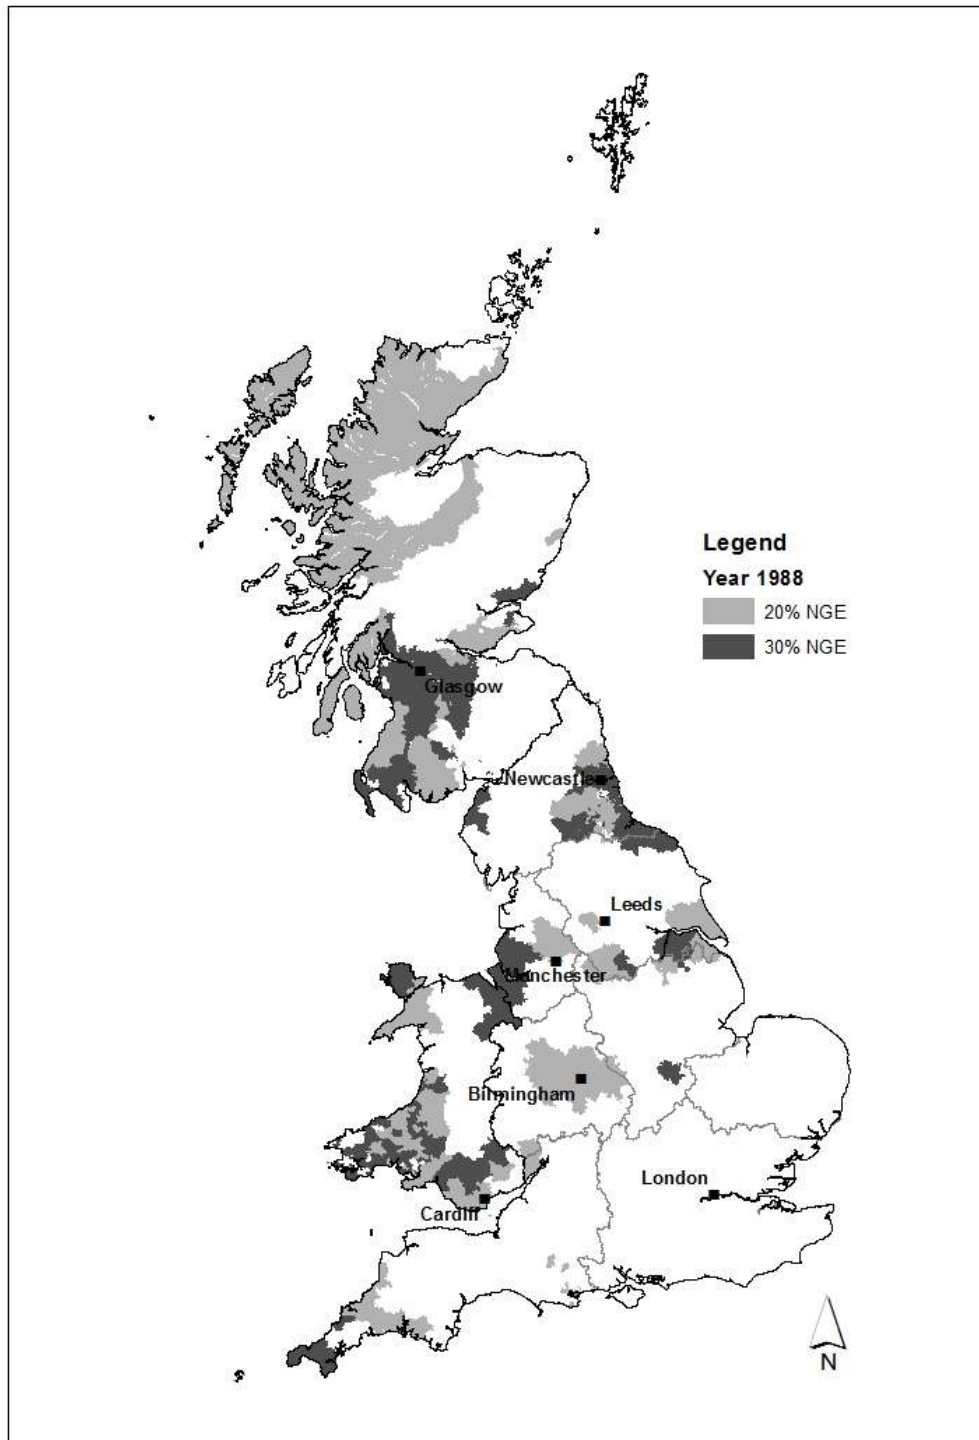 Legend
Year 1988
20% NGE
30% NGE
Glasgow
Newcastle
Leeds
Manchester
Birmingham
London
Cardiff
N